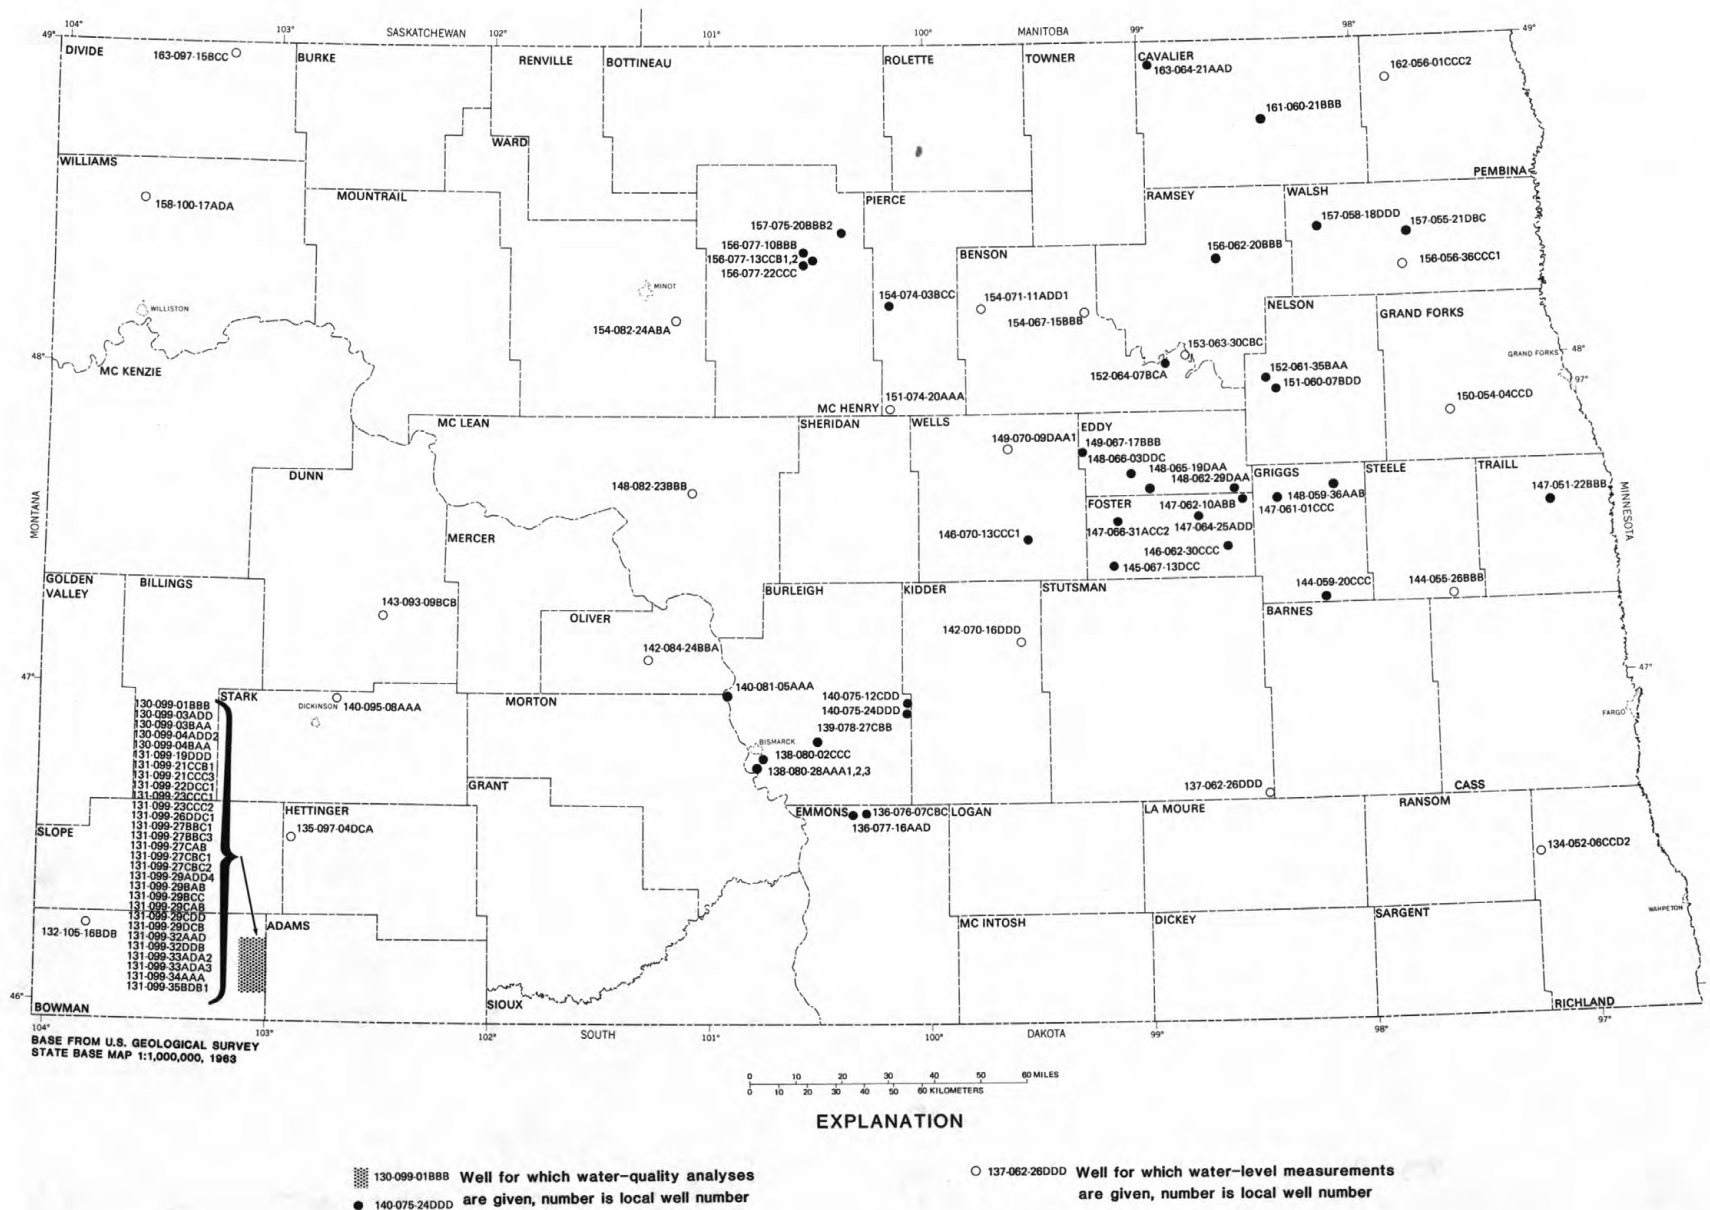 104°
103°
SASKATCHEWAN
102°
101°
100°
MANITOBA
99°
98°
49°
49°
DIVIDE
163-097-15BCC
BURKE
RENVILLE
BOTTINEAU
ROLETTE
TOWNER
CAVALIER
163-064-21AAD
162-056-01CCC2
161-060-21BBB
WARD
WILLIAMS
PEMBINA
158-100-17ADA
MOUNTRAIL
PIERCE
RAMSEY
WALSH
157-075-20BBB2
157-058-18DDD
157-055-21DBC
156-077-10BBB
156-077-13CCB1,2
156-077-22CCC
BENSON
156-062-20BBB
156-056-36CCC1
WILLISTON
MINOT
154-082-24ABA
154-074-03BCC
154-071-11ADD1
154-067-15BBB
NELSON
GRAND FORKS
48°
MC KENZIE
153-063-30CBC
152-064-07BCA
152-061-35BAA
151-060-07BDD
GRAND FORKS
48°
97°
150-054-04CCD
MC HENRY
151-074-20AAA
MC LEAN
SHERIDAN
WELLS
EDDY
149-070-09DAA1
149-067-17BBB
148-066-03DDC
148-065-19DAA
148-062-29DAA
DUNN
GRIGGS
STEELE
TRAILL
148-082-23BBB
148-059-36AAB
147-051-22BBB
FOSTER
147-062-10ABB
147-061-01CCC
MONTANA
MINNESOTA
MERCER
146-070-13CCC1
147-066-31ACC2
147-064-25ADD
146-062-30CCC
145-067-13DCC
GOLDEN
VALLEY
BILLINGS
BURLEIGH
KIDDER
STUTSMAN
144-059-20CCC
144-055-26BBB
143-093-09BCB
OLIVER
BARNES
142-084-24BBA
142-070-16DDD
47°
47°
STARK
DICKINSON
140-095-08AAA
MORTON
140-081-05AAA
140-075-12CDD
140-075-24DDD
139-078-27CBB
FARGO
BISMARCK
138-080-02CCC
138-080-28AAA1,2,3
130-099-01BBB
130-099-03ADD
130-099-03BAA
130-099-04ADD2
130-099-04BAA
131-099-19DDD
131-099-21CCB1
131-099-21CCC3
131-099-22DCC1
131-099-23CCC1
131-099-23CCC2
131-099-26DDC1
131-099-27BBC1
131-099-27BBC3
131-099-27CAB
131-099-27CBC1
131-099-27CBC2
131-099-29ADD4
131-099-29BAB
131-099-29BCC
131-099-29CAB
131-099-29CDD
131-099-29DCB
131-099-32AAD
131-099-32DDB
131-099-33ADA2
131-099-33ADA3
131-099-34AAA
131-099-35BDB1
GRANT
137-062-26DDD
CASS
HETTINGER
EMMONS
136-076-07CBC
LOGAN
LA MOURE
RANSOM
SLOPE
135-097-04DCA
136-077-16AAD
134-052-06CCD2
WAHPETON
132-105-16BDB
ADAMS
MC INTOSH
DICKEY
SARGENT
46°
BOWMAN
SIOUX
RICHLAND
104°
103°
102°
SOUTH
101°
100°
DAKOTA
99°
98°
97°
BASE FROM U.S. GEOLOGICAL SURVEY
STATE BASE MAP 1:1,000,000, 1963
0 10 20 30 40 50 60 MILES
0 10 20 30 40 50 60 KILOMETERS
EXPLANATION
130-099-01BBB Well for which water-quality analyses
140-075-24DDD are given, number is local well number
137-062-26DDD Well for which water-level measurements
are given, number is local well number